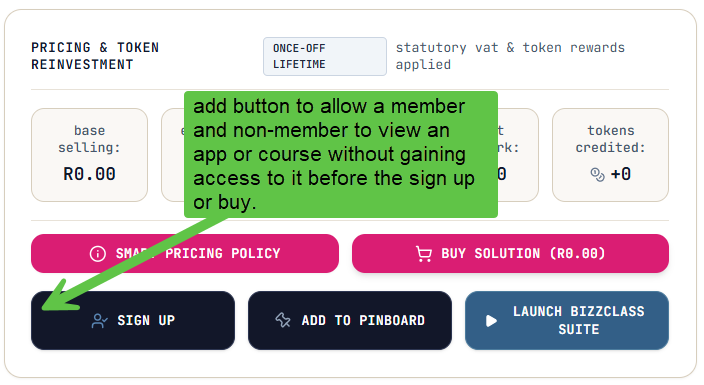 PRICING & TOKEN
REINVESTMENT
ONCE-OFF
LIFETIME
statutory vat & token rewards
applied
add button to allow a member
and non-member to view an
app or course without gaining
access to it before the sign up
or buy.
base
selling:
R0.00
tokens
credited:
+0
PRICING POLICY
BUY SOLUTION (R0.00)
SIGN UP
ADD TO PINBOARD
LAUNCH BIZZCLASS
SUITE